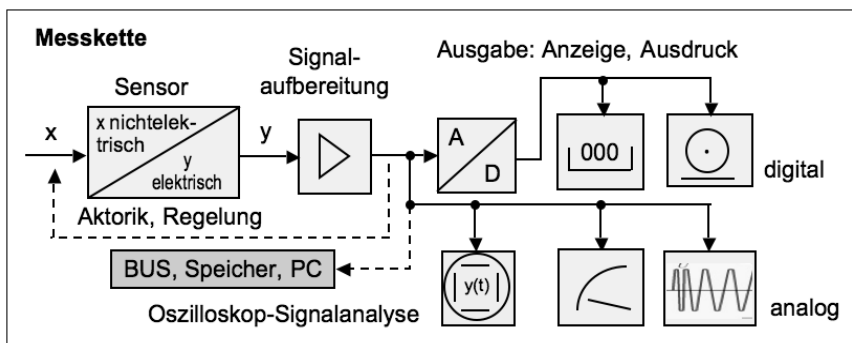 Messkette
Ausgabe: Anzeige, Ausdruck
Signal-
aufbereitung
Sensor
x
x nichtelek-
trisch
y
elektrisch
y
A
D
000
digital
Aktorik, Regelung
BUS, Speicher, PC
Oszilloskop-Signalanalyse
y(t)
analog